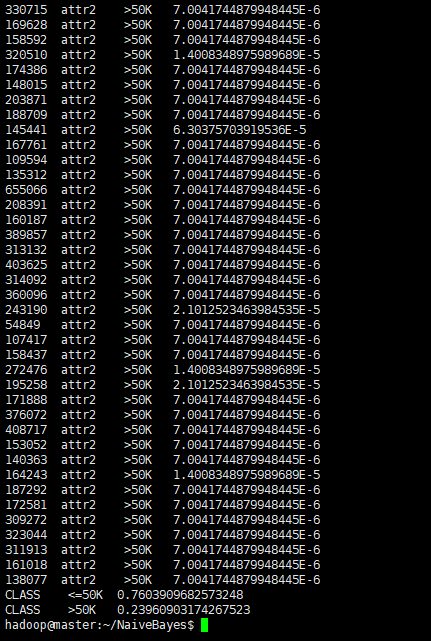 330715 attr2 >50K 7.0041744879948445E-6
169628 attr2 >50K 7.0041744879948445E-6
158592 attr2 >50K 7.0041744879948445E-6
320510 attr2 >50K 1.4008348975989689E-5
174386 attr2 >50K 7.0041744879948445E-6
148015 attr2 >50K 7.0041744879948445E-6
203871 attr2 >50K 7.0041744879948445E-6
188709 attr2 >50K 7.0041744879948445E-6
145441 attr2 >50K 6.30375703919536E-5
167761 attr2 >50K 7.0041744879948445E-6
109594 attr2 >50K 7.0041744879948445E-6
135312 attr2 >50K 7.0041744879948445E-6
655066 attr2 >50K 7.0041744879948445E-6
208391 attr2 >50K 7.0041744879948445E-6
160187 attr2 >50K 7.0041744879948445E-6
389857 attr2 >50K 7.0041744879948445E-6
313132 attr2 >50K 7.0041744879948445E-6
403625 attr2 >50K 7.0041744879948445E-6
314092 attr2 >50K 7.0041744879948445E-6
360096 attr2 >50K 7.0041744879948445E-6
243190 attr2 >50K 2.1012523463984535E-5
54849 attr2 >50K 7.0041744879948445E-6
107417 attr2 >50K 7.0041744879948445E-6
158437 attr2 >50K 7.0041744879948445E-6
272476 attr2 >50K 1.4008348975989689E-5
195258 attr2 >50K 2.1012523463984535E-5
171888 attr2 >50K 7.0041744879948445E-6
376072 attr2 >50K 7.0041744879948445E-6
408717 attr2 >50K 7.0041744879948445E-6
153052 attr2 >50K 7.0041744879948445E-6
140363 attr2 >50K 7.0041744879948445E-6
164243 attr2 >50K 1.4008348975989689E-5
187292 attr2 >50K 7.0041744879948445E-6
172581 attr2 >50K 7.0041744879948445E-6
309272 attr2 >50K 7.0041744879948445E-6
323044 attr2 >50K 7.0041744879948445E-6
311913 attr2 >50K 7.0041744879948445E-6
161018 attr2 >50K 7.0041744879948445E-6
138077 attr2 >50K 7.0041744879948445E-6
CLASS <=50K 0.7603909682573248
CLASS >50K 0.23960903174267523
hadoop@master:~/NaiveBayes$